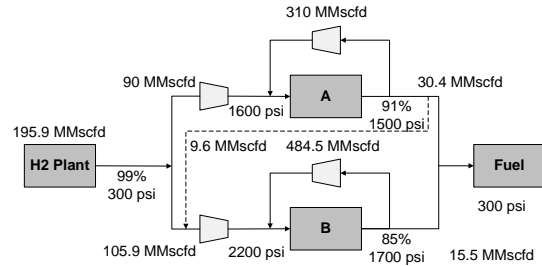 310 MMscfd
90 MMscfd
30.4 MMscfd
A
1600 psi
91%
1500 psi
195.9 MMscfd
9.6 MMscfd
484.5 MMscfd
H2 Plant
Fuel
99%
300 psi
300 psi
B
105.9 MMscfd
2200 psi
85%
1700 psi
15.5 MMscfd